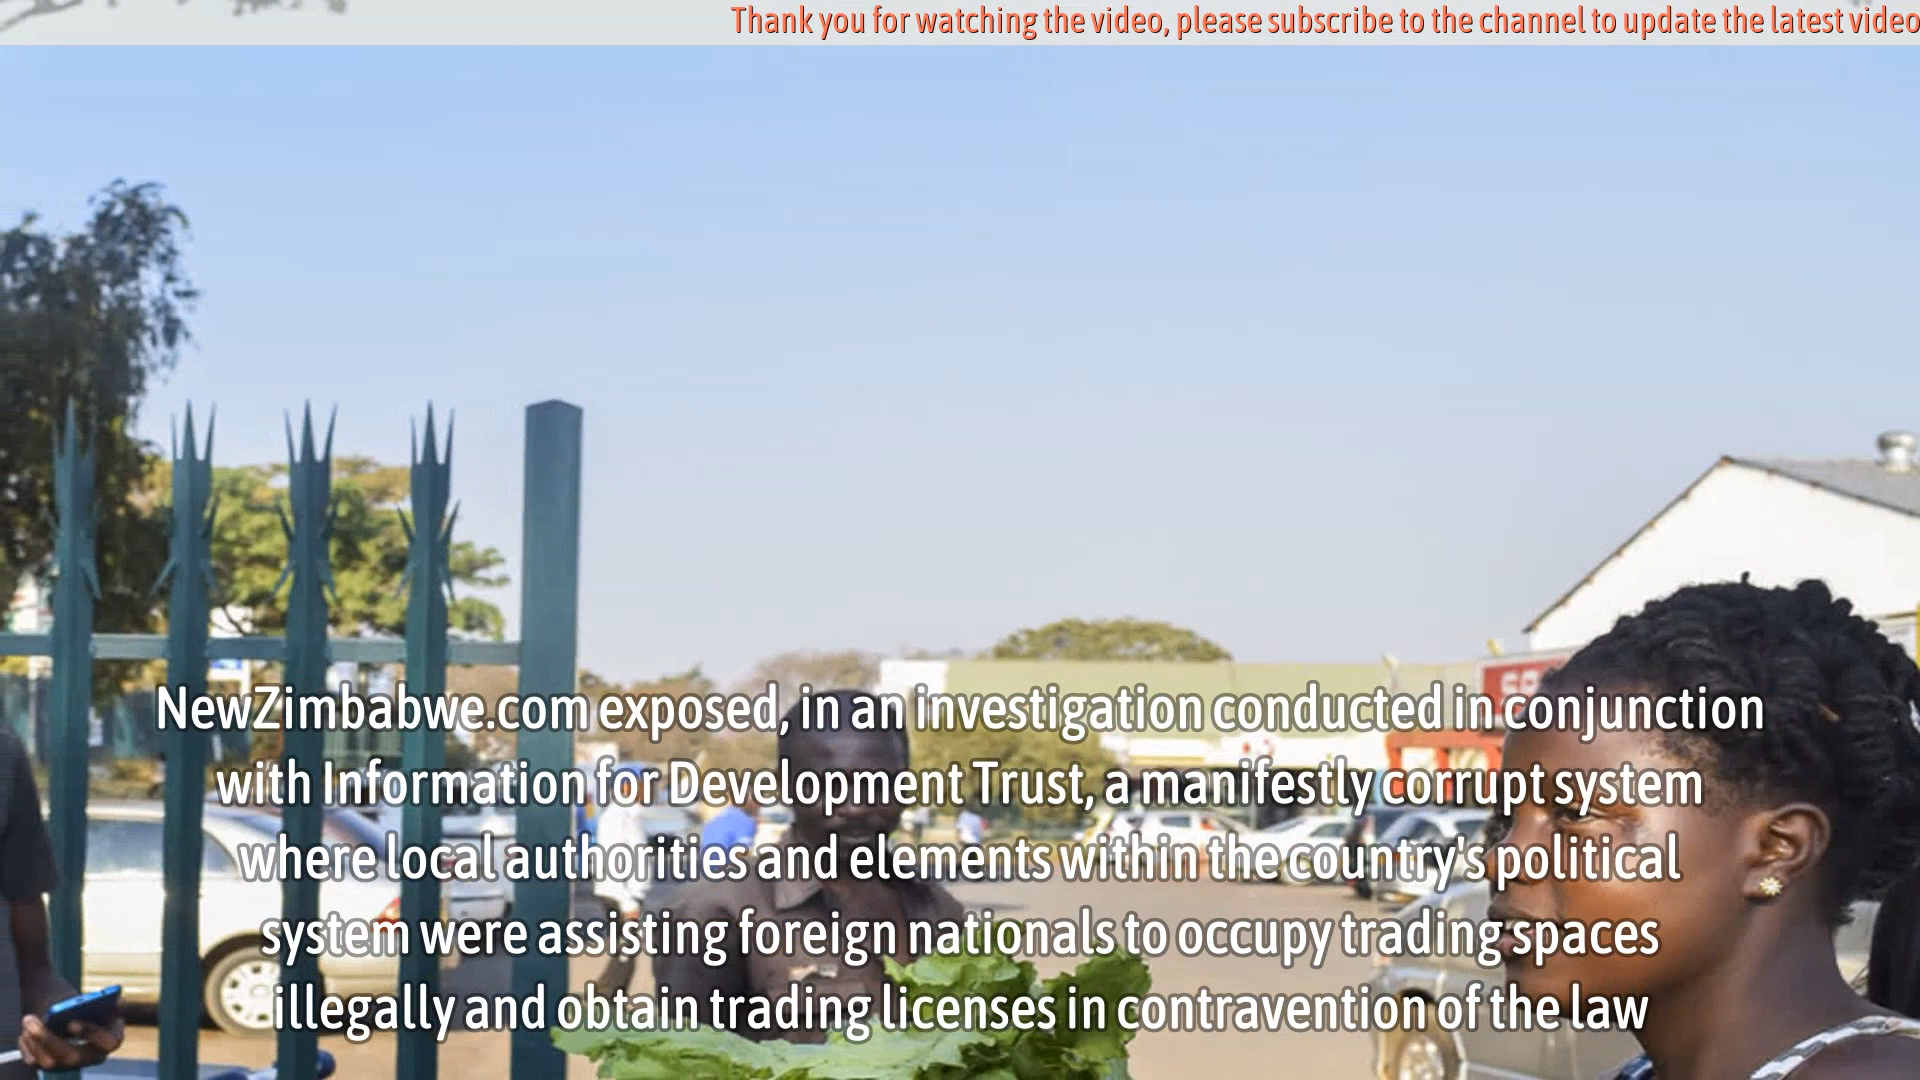 Thank you for watching the video, please subscribe to the channel to update the latest video
NewZimbabwe.com exposed, in an investigation conducted in conjunction
with Information for Development Trust, a manifestly corrupt system
where local authorities and elements within the country's political
system were assisting foreign nationals to occupy trading spaces
illegally and obtain trading licenses in contravention of the law